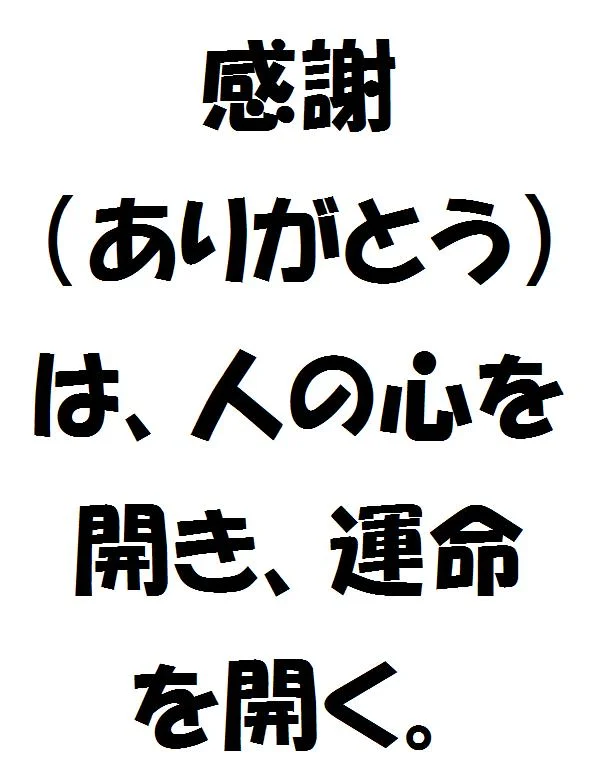 感謝
（ありがとう）
は、人の心を
開き、運命
を開く。